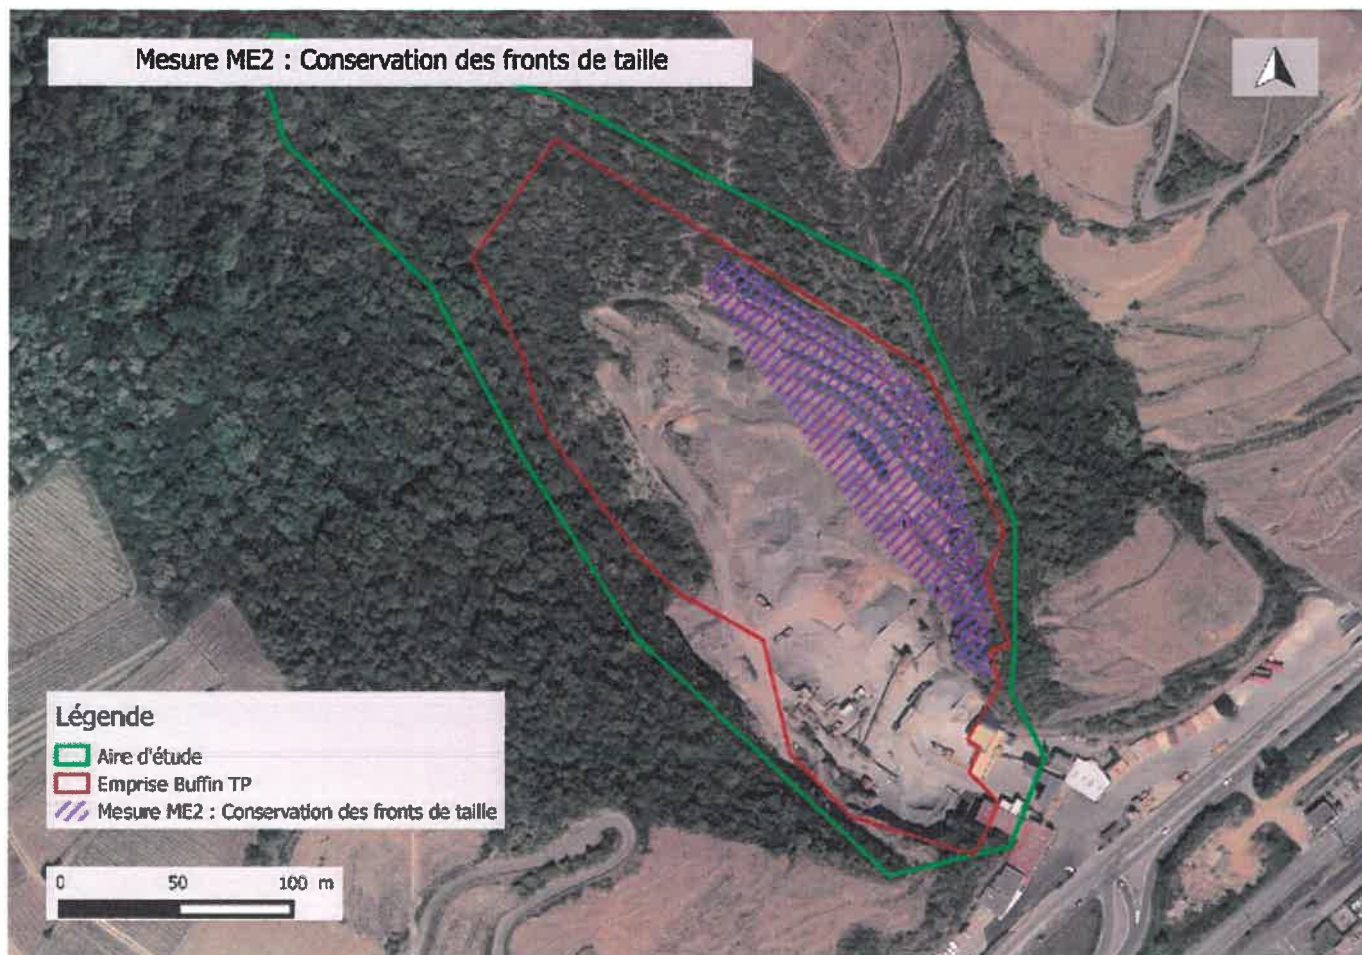 Mesure ME2 : Conservation des fronts de taille
Légende
Aire d'étude
Emprise Buffin TP
Mesure ME2 : Conservation des fronts de taille
0 50 100 m